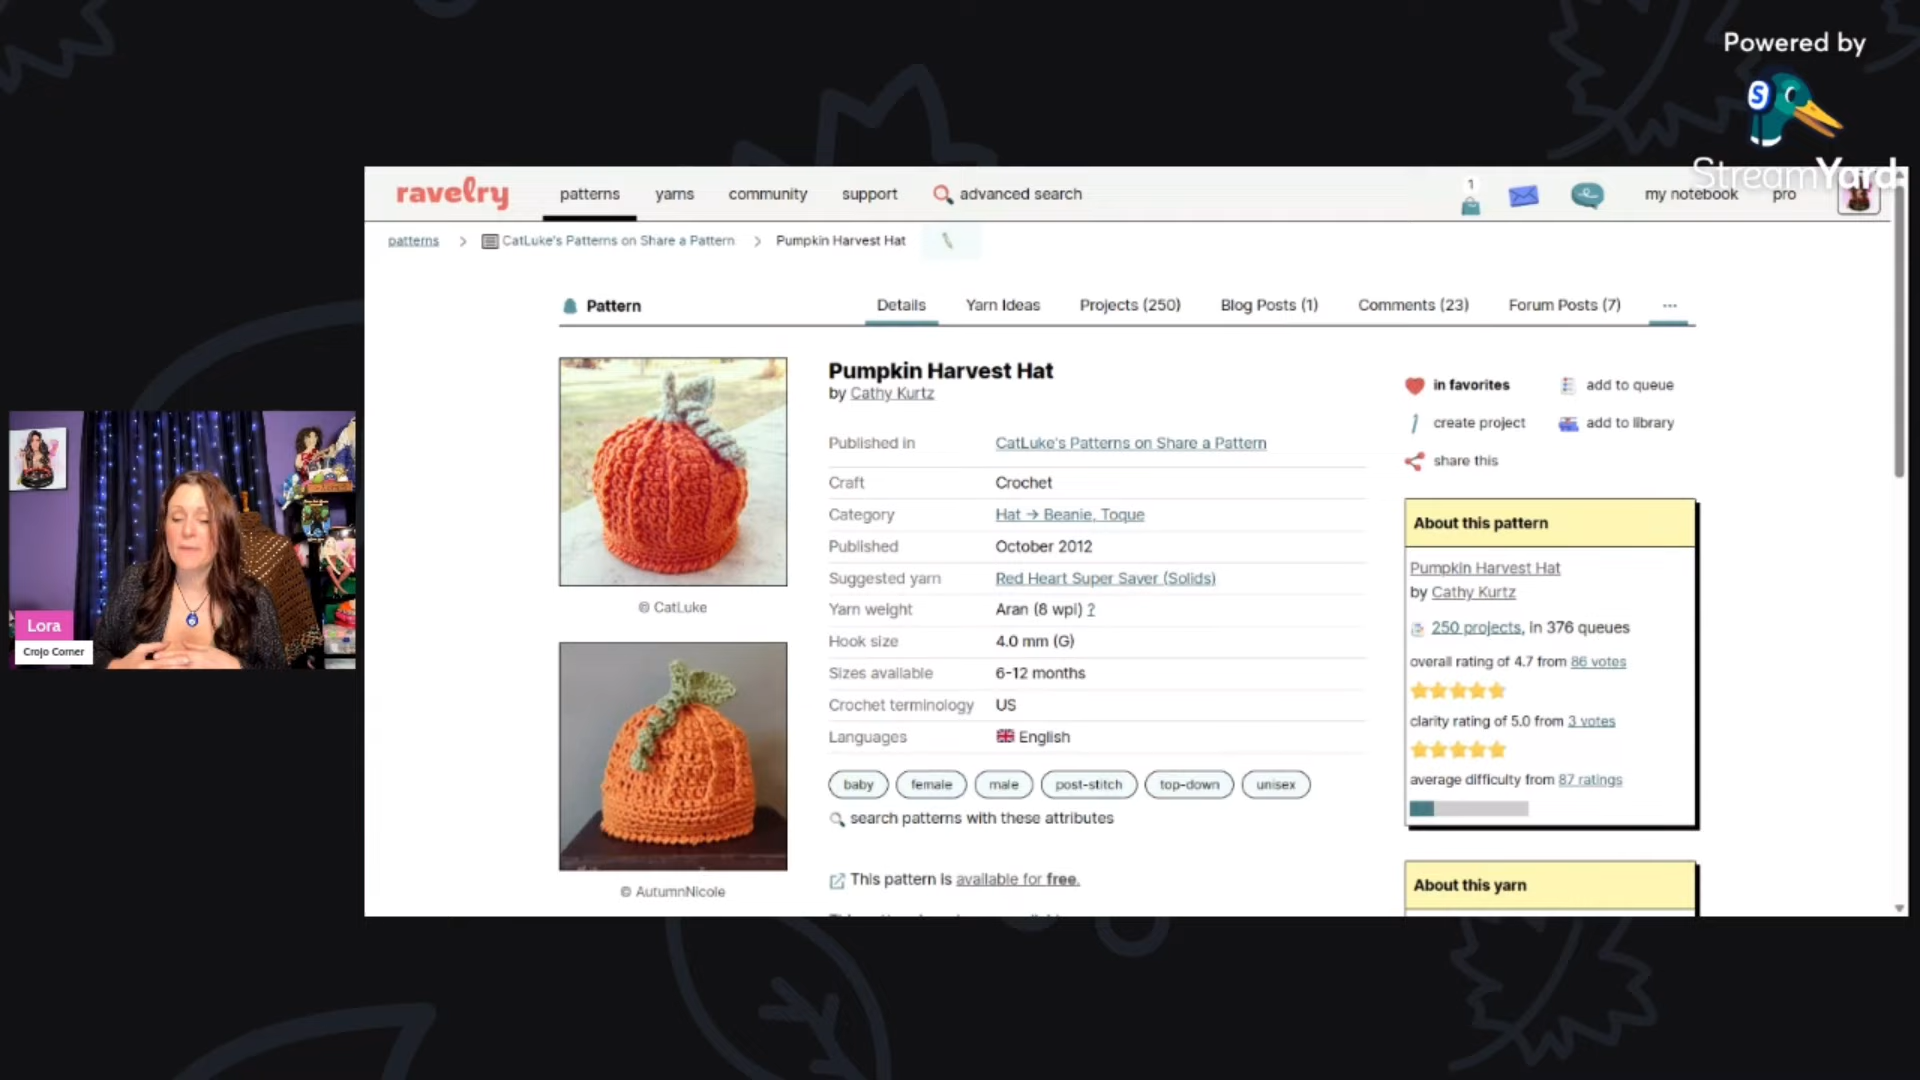 Powered by
StreamYard
ravelry
patterns
yarns
community
support
advanced search
1
my notebook
pro
patterns
CatLuke's Patterns on Share a Pattern
Pumpkin Harvest Hat
Pattern
Details
Yarn Ideas
Projects (250)
Blog Posts (1)
Comments (23)
Forum Posts (7)
...
© CatLuke
© AutumnNicole
Pumpkin Harvest Hat
by Cathy Kurtz
Published in CatLuke's Patterns on Share a Pattern
Craft Crochet
Category Hat → Beanie, Toque
Published October 2012
Suggested yarn Red Heart Super Saver (Solids)
Yarn weight Aran (8 wpi) ?
Hook size 4.0 mm (G)
Sizes available 6-12 months
Crochet terminology US
Languages English
baby
female
male
post-stitch
top-down
unisex
search patterns with these attributes
This pattern is available for free.
in favorites
add to queue
create project
add to library
share this
About this pattern
Pumpkin Harvest Hat
by Cathy Kurtz
250 projects, in 376 queues
overall rating of 4.7 from 86 votes
clarity rating of 5.0 from 3 votes
average difficulty from 87 ratings
About this yarn
Lora
Crojo Corner